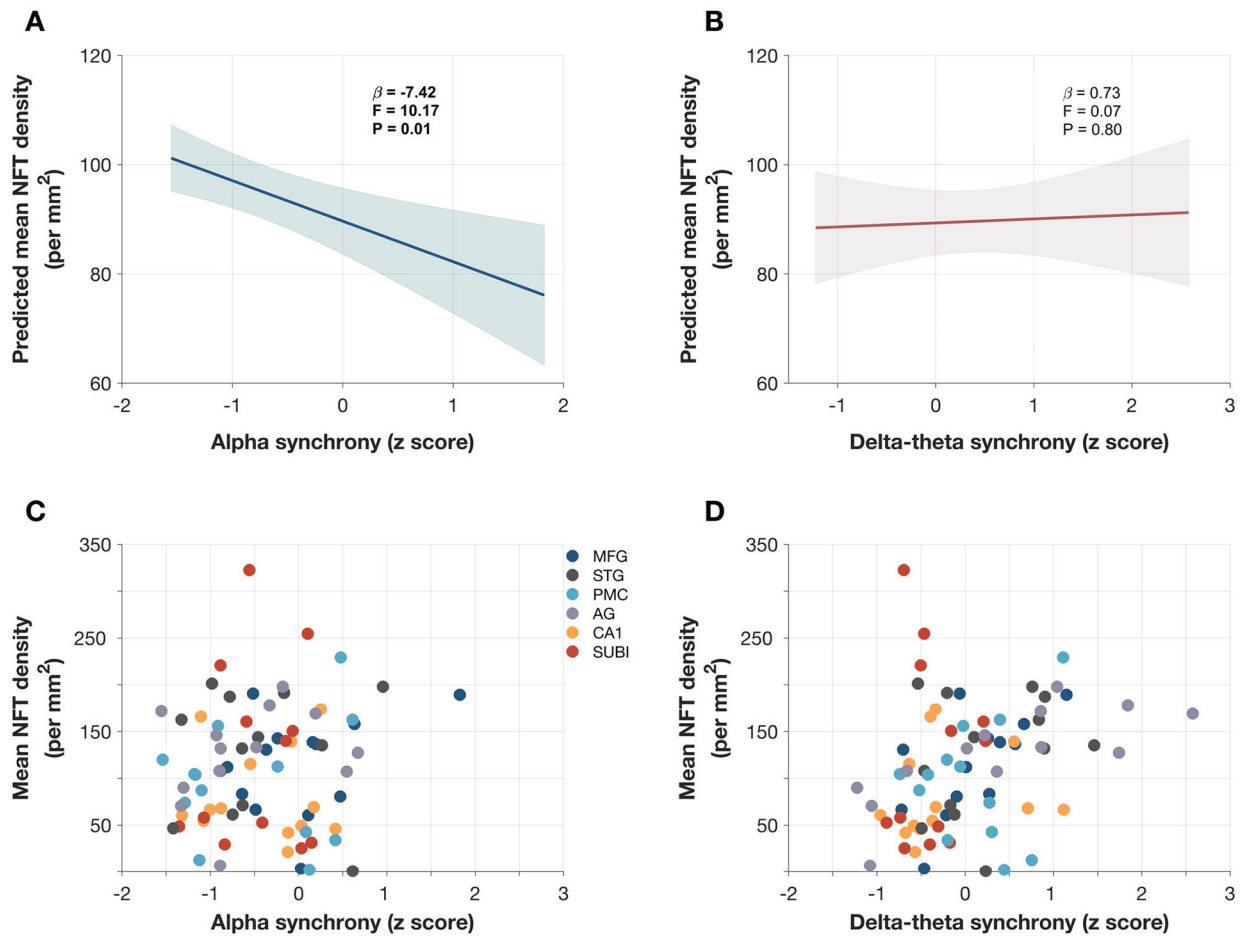 A
120
100
80
60
Predicted mean NFT density
(per mm²)
β = -7.42
F = 10.17
P = 0.01
-2
-1
0
1
2
Alpha synchrony (z score)
B
120
100
80
60
Predicted mean NFT density
(per mm²)
β = 0.73
F = 0.07
P = 0.80
-1
0
1
2
3
Delta-theta synchrony (z score)
C
350
250
150
50
Mean NFT density
(per mm²)
-2
-1
0
1
2
3
Alpha synchrony (z score)
MFG
STG
PMC
AG
CA1
SUBI
D
350
250
150
50
Mean NFT density
(per mm²)
-2
-1
0
1
2
3
Delta-theta synchrony (z score)